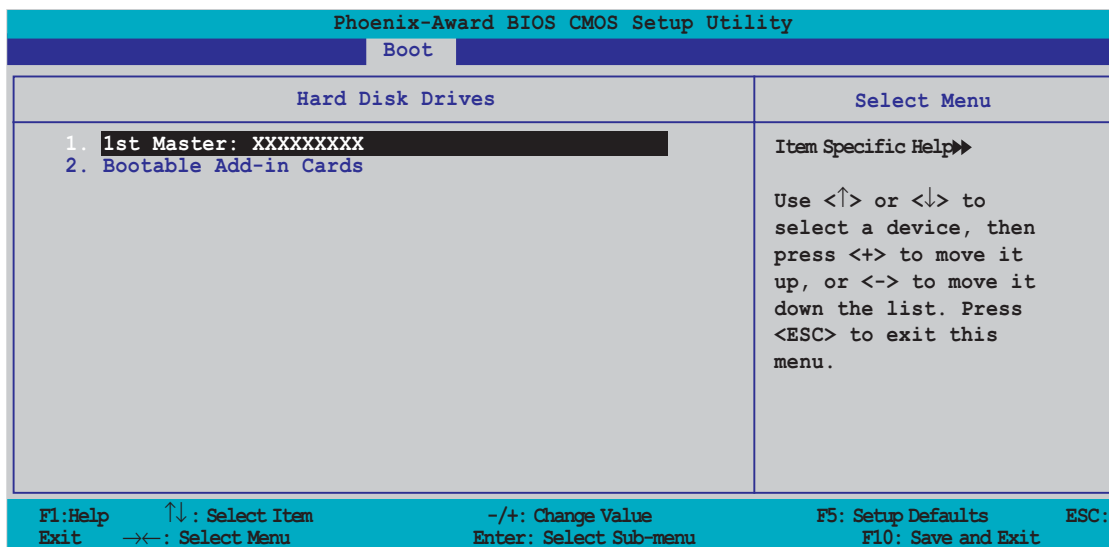 Phoenix-Award BIOS CMOS Setup Utility
Boot
Hard Disk Drives
Select Menu
1. 1st Master: XXXXXXXXX
2. Bootable Add-in Cards
Item Specific Help
Use <↑> or <↓> to
select a device, then
press <+> to move it
up, or <-> to move it
down the list. Press
<ESC> to exit this
menu.
F1:Help ↑↓: Select Item -/+: Change Value F5: Setup Defaults ESC:
Exit →←: Select Menu Enter: Select Sub-menu F10: Save and Exit